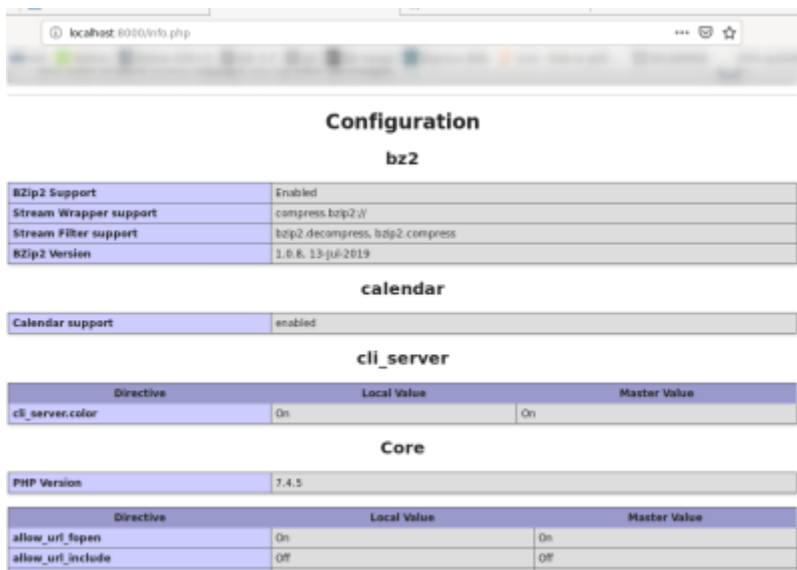 localhost:8000/info.php
Configuration
bz2
BZip2 Support Enabled
Stream Wrapper support compress.bzip2://
Stream Filter support bzip2.decompress, bzip2.compress
BZip2 Version 1.0.8, 13-Jul-2019
calendar
Calendar support enabled
cli_server
Directive Local Value Master Value
cli_server.color On On
Core
PHP Version 7.4.5
Directive Local Value Master Value
allow_url_fopen On On
allow_url_include Off Off